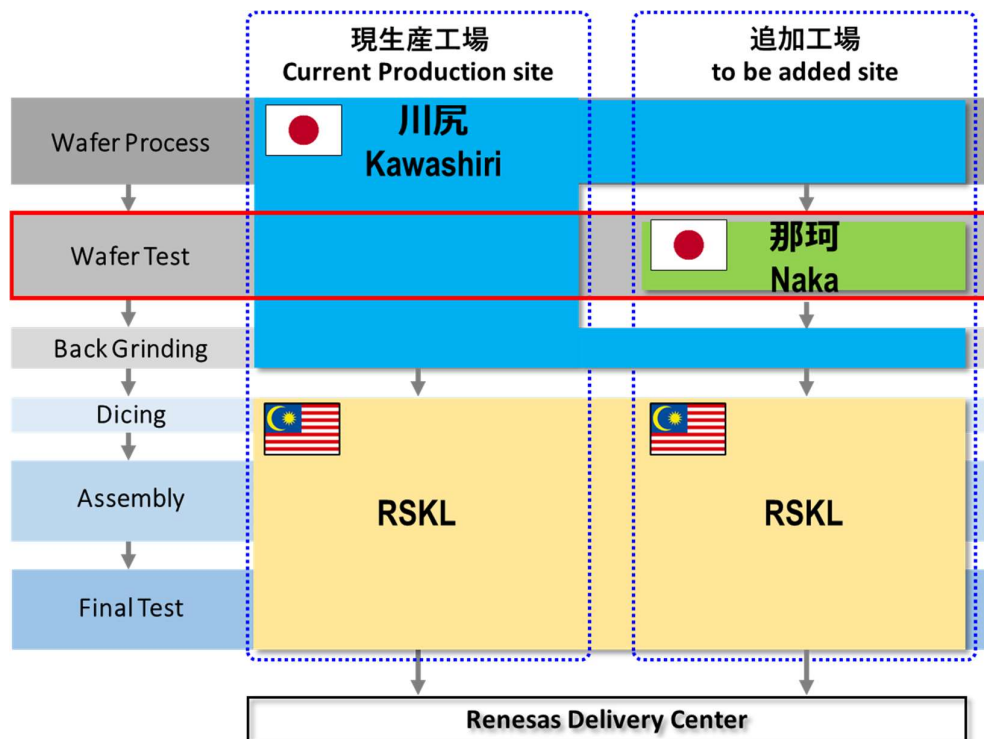 現生産工場
Current Production site
追加工場
to be added site
Wafer Process
川尻
Kawashiri
Wafer Test
那珂
Naka
Back Grinding
Dicing
Assembly
RSKL
RSKL
Final Test
Renesas Delivery Center